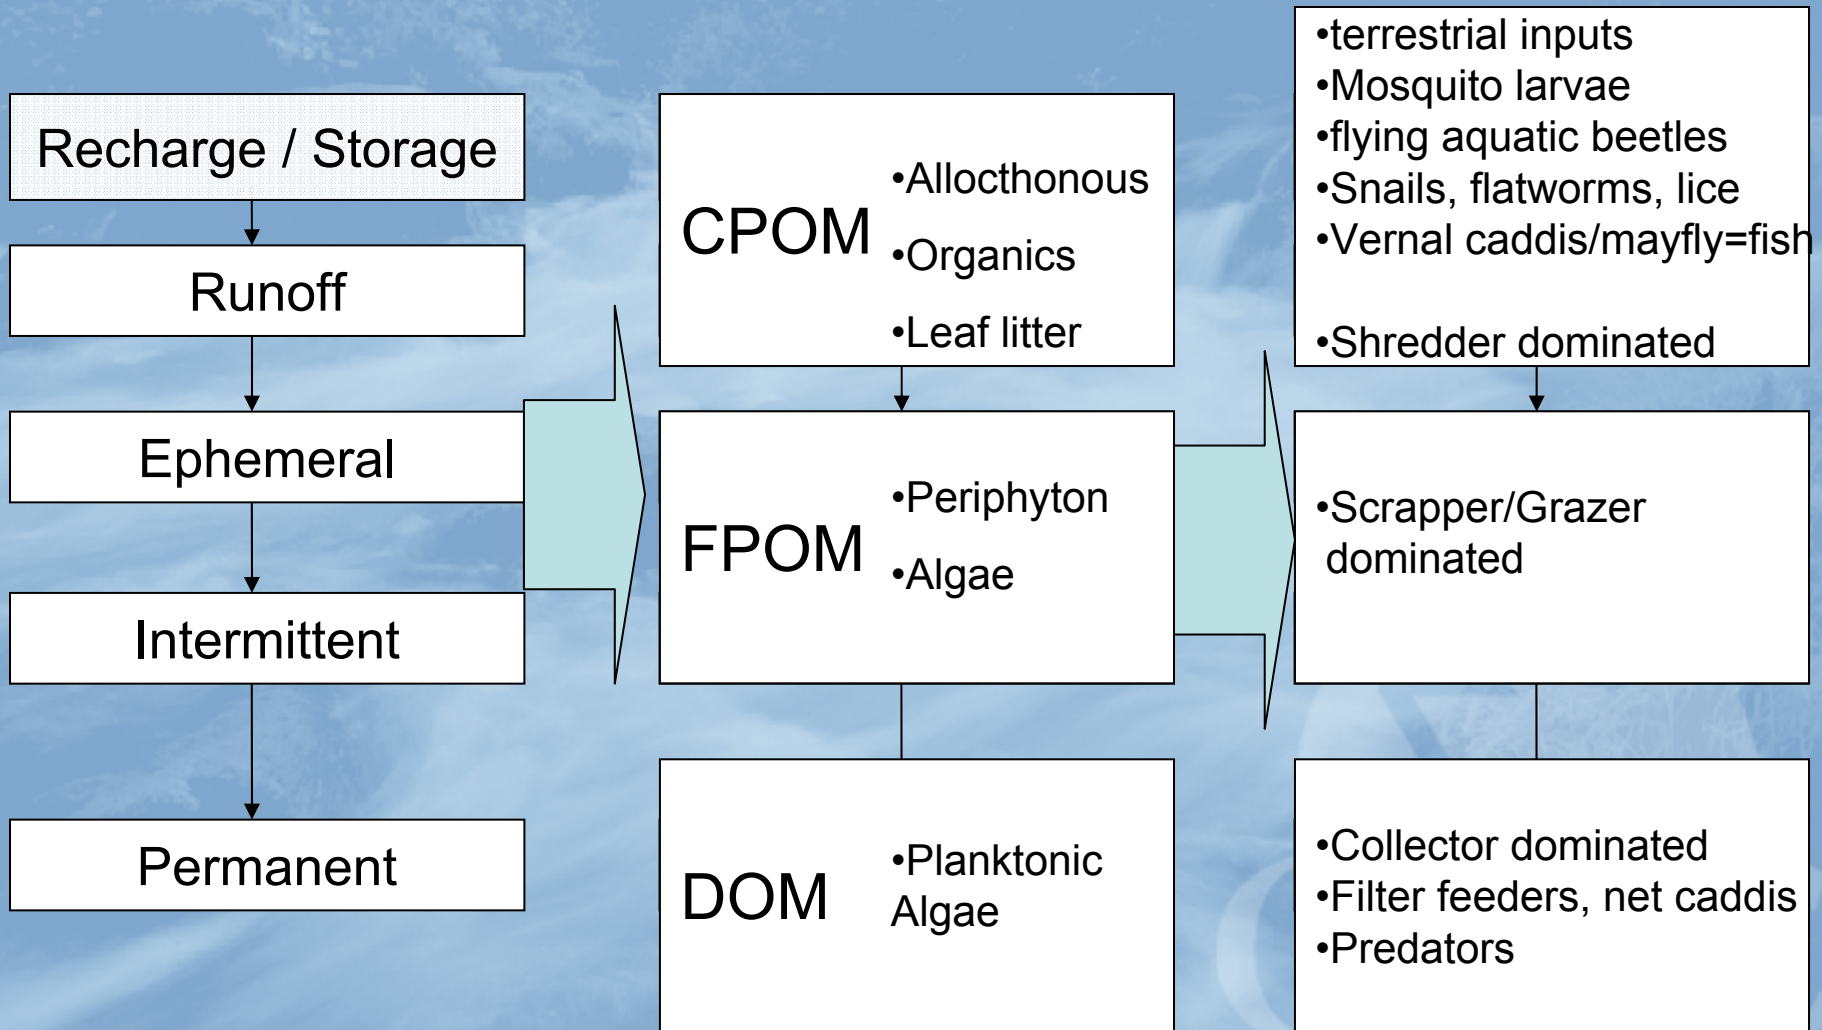 Recharge / Storage
Runoff
Ephemeral
Intermittent
Permanent
CPOM
•Allocthonous
•Organics
•Leaf litter
FPOM
•Periphyton
•Algae
DOM
•Planktonic
Algae
•terrestrial inputs
•Mosquito larvae
•flying aquatic beetles
•Snails, flatworms, lice
•Vernal caddis/mayfly=fish
•Shredder dominated
•Scrapper/Grazer
dominated
•Collector dominated
•Filter feeders, net caddis
•Predators